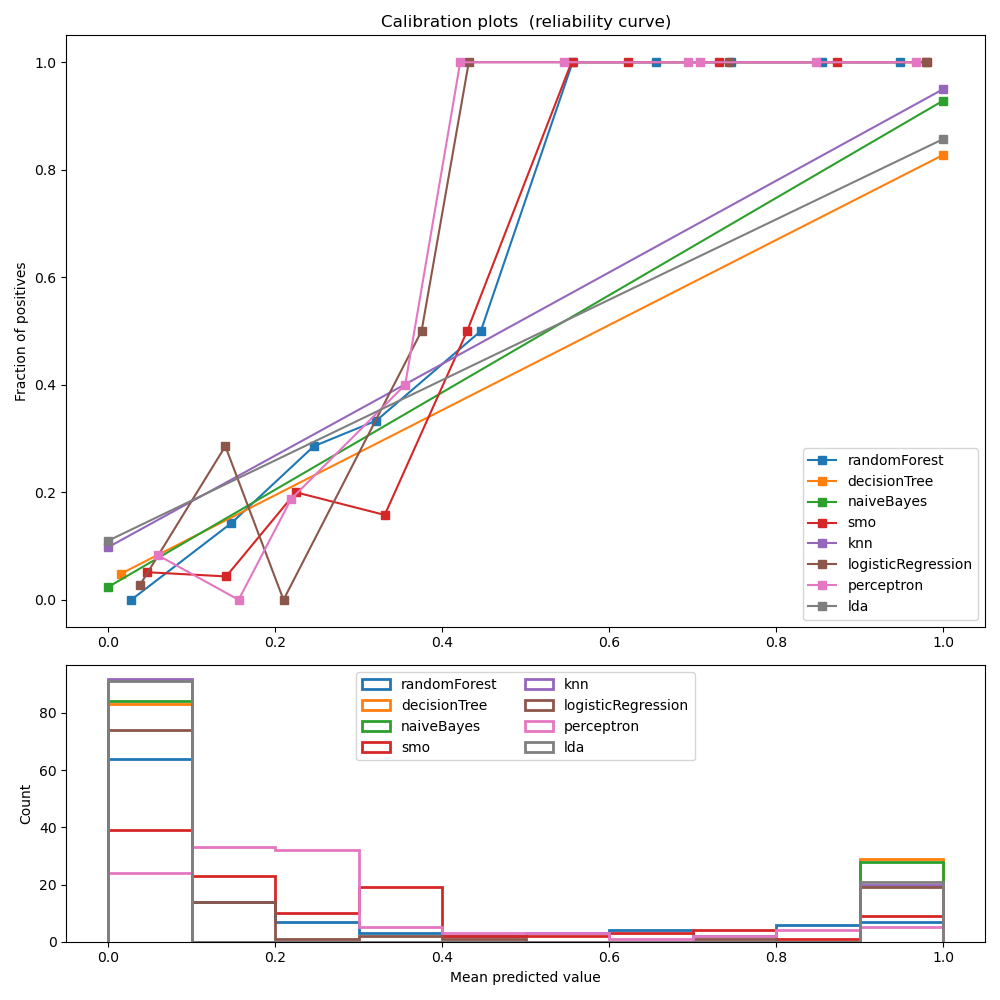 Calibration plots (reliability curve)
1.0
0.8
0.6
0.4
0.2
0.0
Fraction of positives
0.0 0.2 0.4 0.6 0.8 1.0
randomForest
decisionTree
naiveBayes
smo
knn
logisticRegression
perceptron
lda
80
60
40
20
0
Count
randomForest knn
decisionTree logisticRegression
naiveBayes perceptron
smo lda
0.0 0.2 0.4 0.6 0.8 1.0
Mean predicted value